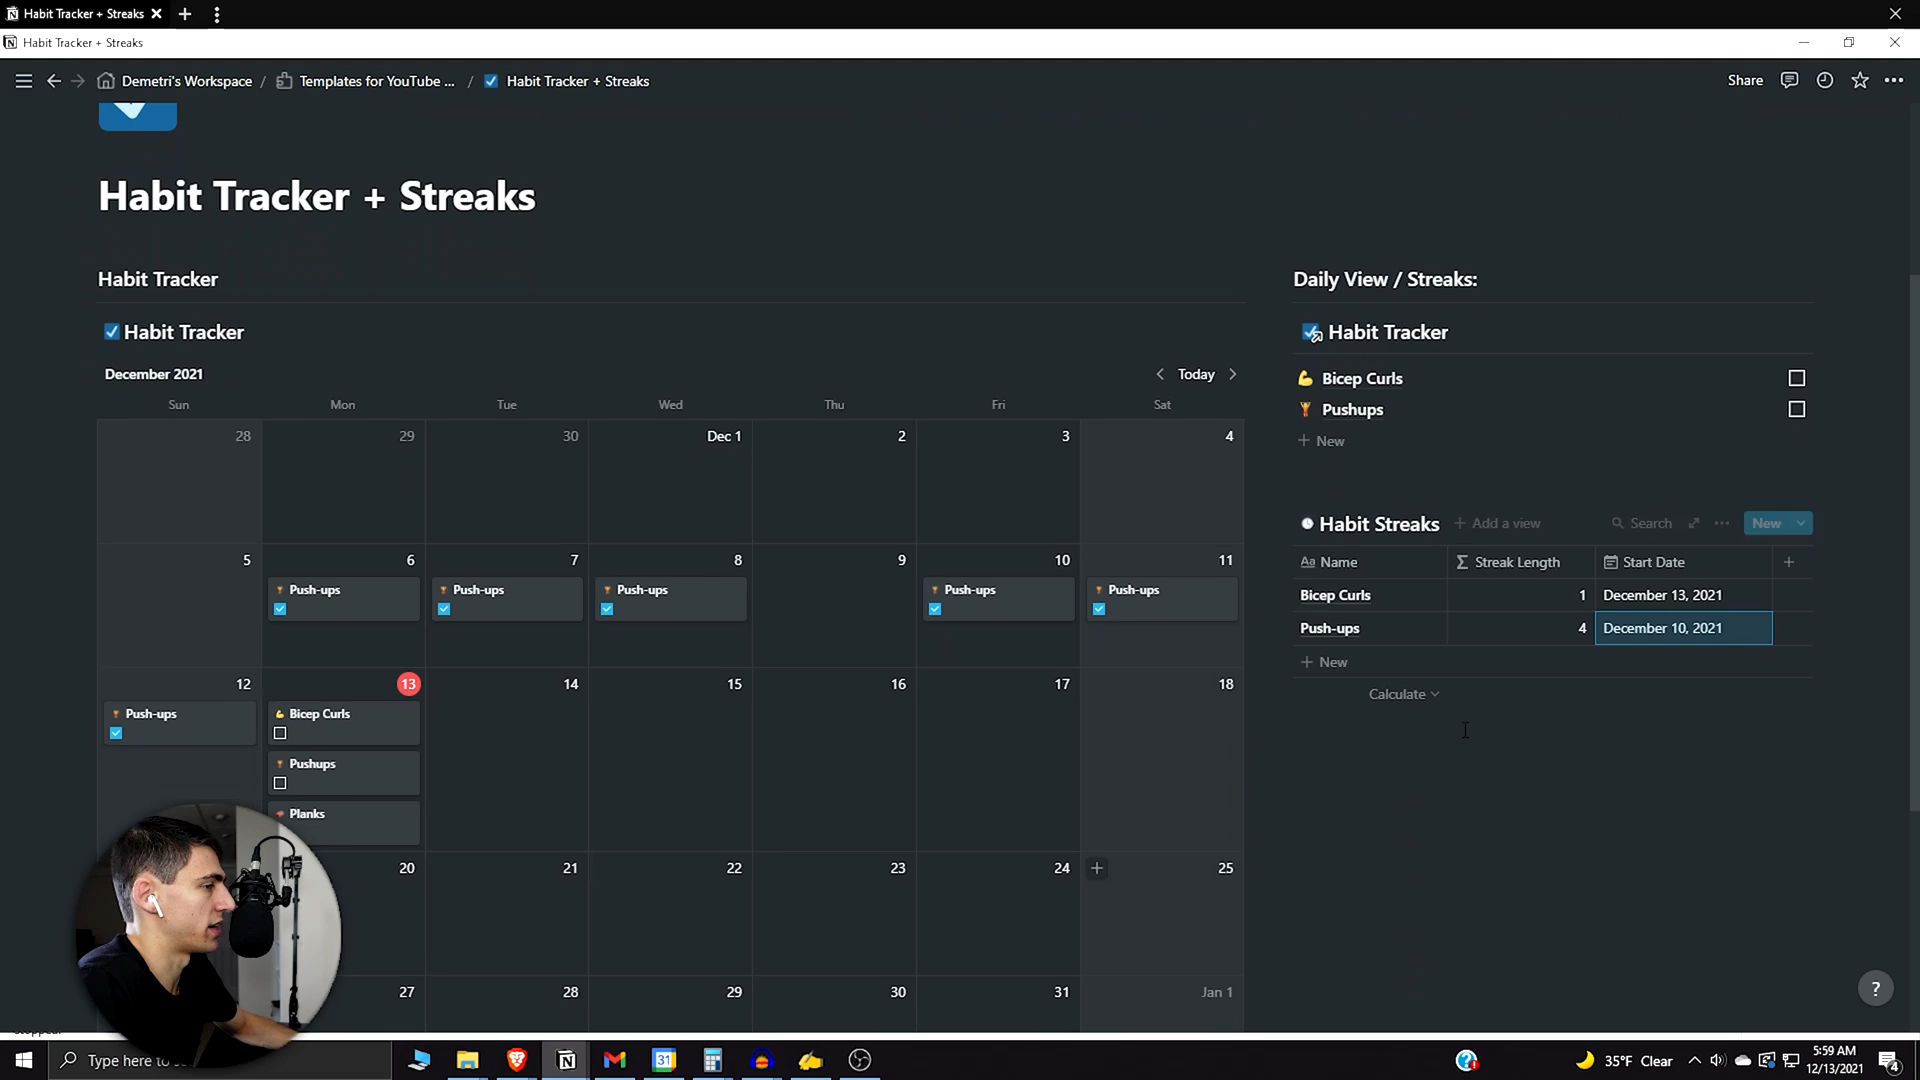 Habit Tracker + Streaks
Habit Tracker + Streaks
Demetri's Workspace / Templates for YouTube ... / Habit Tracker + Streaks
Share
Habit Tracker + Streaks
Habit Tracker
Habit Tracker
December 2021
Today
Sun Mon Tue Wed Thu Fri Sat
28 29 30 Dec 1 2 3 4
5 6 7 8 9 10 11
Push-ups Push-ups Push-ups Push-ups Push-ups
12 13 14 15 16 17 18
Push-ups
Bicep Curls
Pushups
Planks
20 21 22 23 24 25
27 28 29 30 31 Jan 1
Daily View / Streaks:
Habit Tracker
Bicep Curls
Pushups
+ New
Habit Streaks + Add a view Search New
Aa Name Σ Streak Length Start Date +
Bicep Curls 1 December 13, 2021
Push-ups 4 December 10, 2021
+ New
Calculate
?
Type here to
31
35°F Clear
5:59 AM
12/13/2021
4